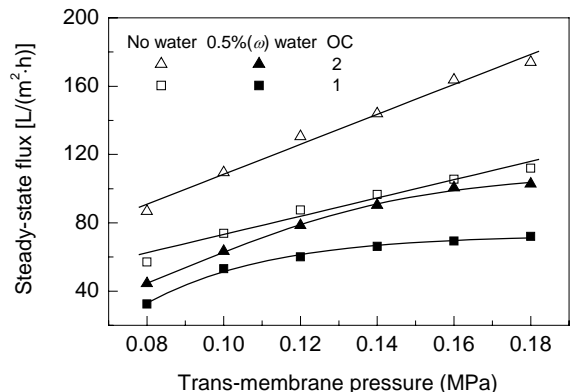 200
160
120
80
40
Steady-state flux [L/(m²·h)]
No water 0.5%(ω) water OC
2
1
0.08 0.10 0.12 0.14 0.16 0.18
Trans-membrane pressure (MPa)